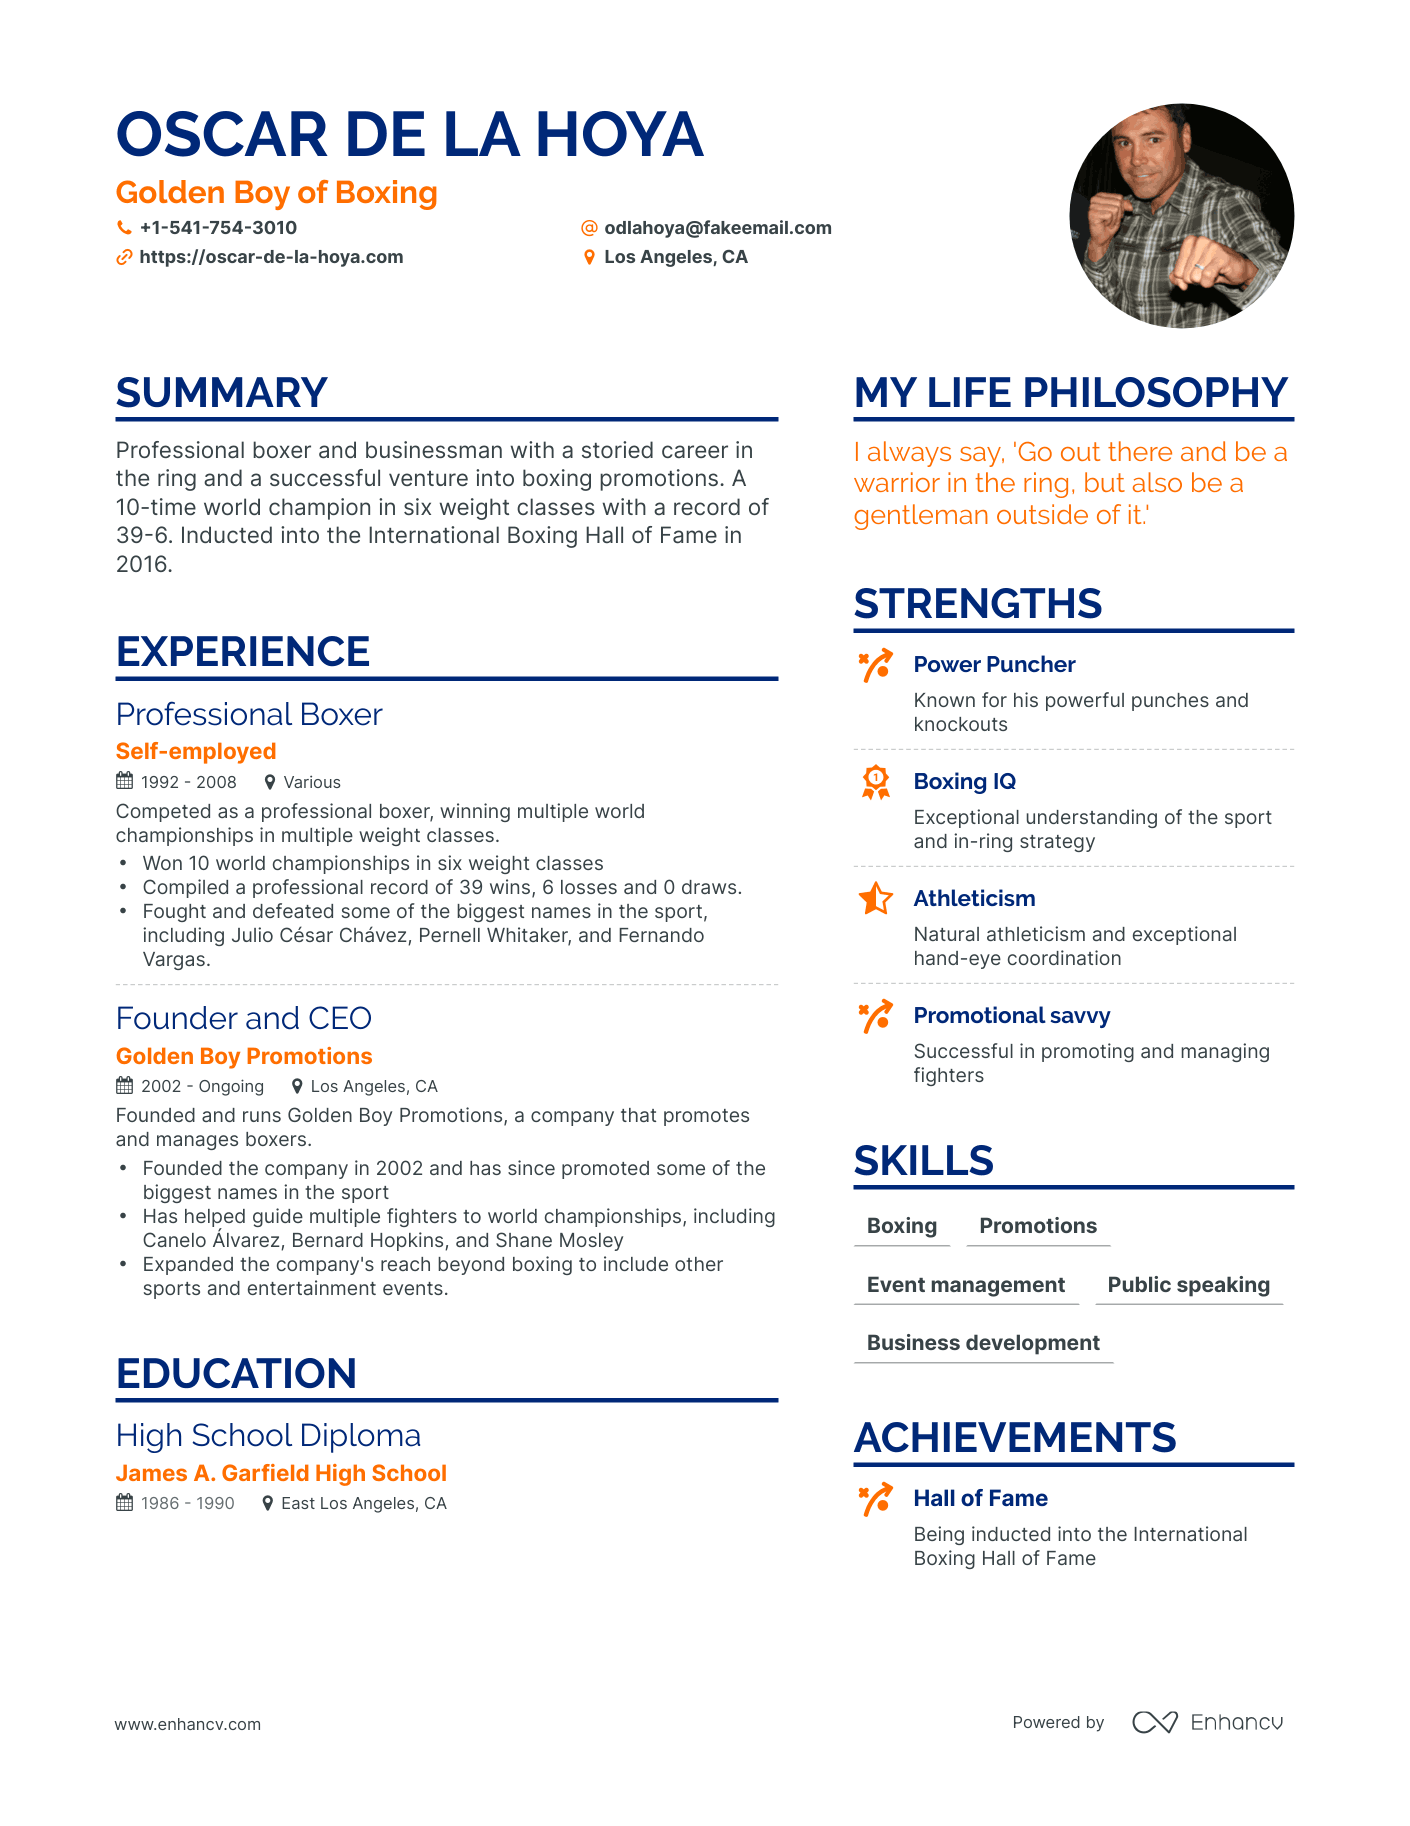 OSCAR DE LA HOYA
Golden Boy of Boxing
+1-541-754-3010
odlahoya@fakeemail.com
https://oscar-de-la-hoya.com
Los Angeles, CA
SUMMARY
Professional boxer and businessman with a storied career in
the ring and a successful venture into boxing promotions. A
10-time world champion in six weight classes with a record of
39-6. Inducted into the International Boxing Hall of Fame in
2016.
EXPERIENCE
Professional Boxer
Self-employed
1992 - 2008 Various
Competed as a professional boxer, winning multiple world
championships in multiple weight classes.
• Won 10 world championships in six weight classes
• Compiled a professional record of 39 wins, 6 losses and 0 draws.
• Fought and defeated some of the biggest names in the sport,
including Julio César Chávez, Pernell Whitaker, and Fernando
Vargas.
Founder and CEO
Golden Boy Promotions
2002 - Ongoing Los Angeles, CA
Founded and runs Golden Boy Promotions, a company that promotes
and manages boxers.
• Founded the company in 2002 and has since promoted some of the
biggest names in the sport
• Has helped guide multiple fighters to world championships, including
Canelo Álvarez, Bernard Hopkins, and Shane Mosley
• Expanded the company's reach beyond boxing to include other
sports and entertainment events.
EDUCATION
High School Diploma
James A. Garfield High School
1986 - 1990 East Los Angeles, CA
MY LIFE PHILOSOPHY
I always say, 'Go out there and be a
warrior in the ring, but also be a
gentleman outside of it.'
STRENGTHS
Power Puncher
Known for his powerful punches and
knockouts
1
Boxing IQ
Exceptional understanding of the sport
and in-ring strategy
Athleticism
Natural athleticism and exceptional
hand-eye coordination
Promotional savvy
Successful in promoting and managing
fighters
SKILLS
Boxing Promotions
Event management Public speaking
Business development
ACHIEVEMENTS
Hall of Fame
Being inducted into the International
Boxing Hall of Fame
www.enhancv.com
Powered by Enhancv